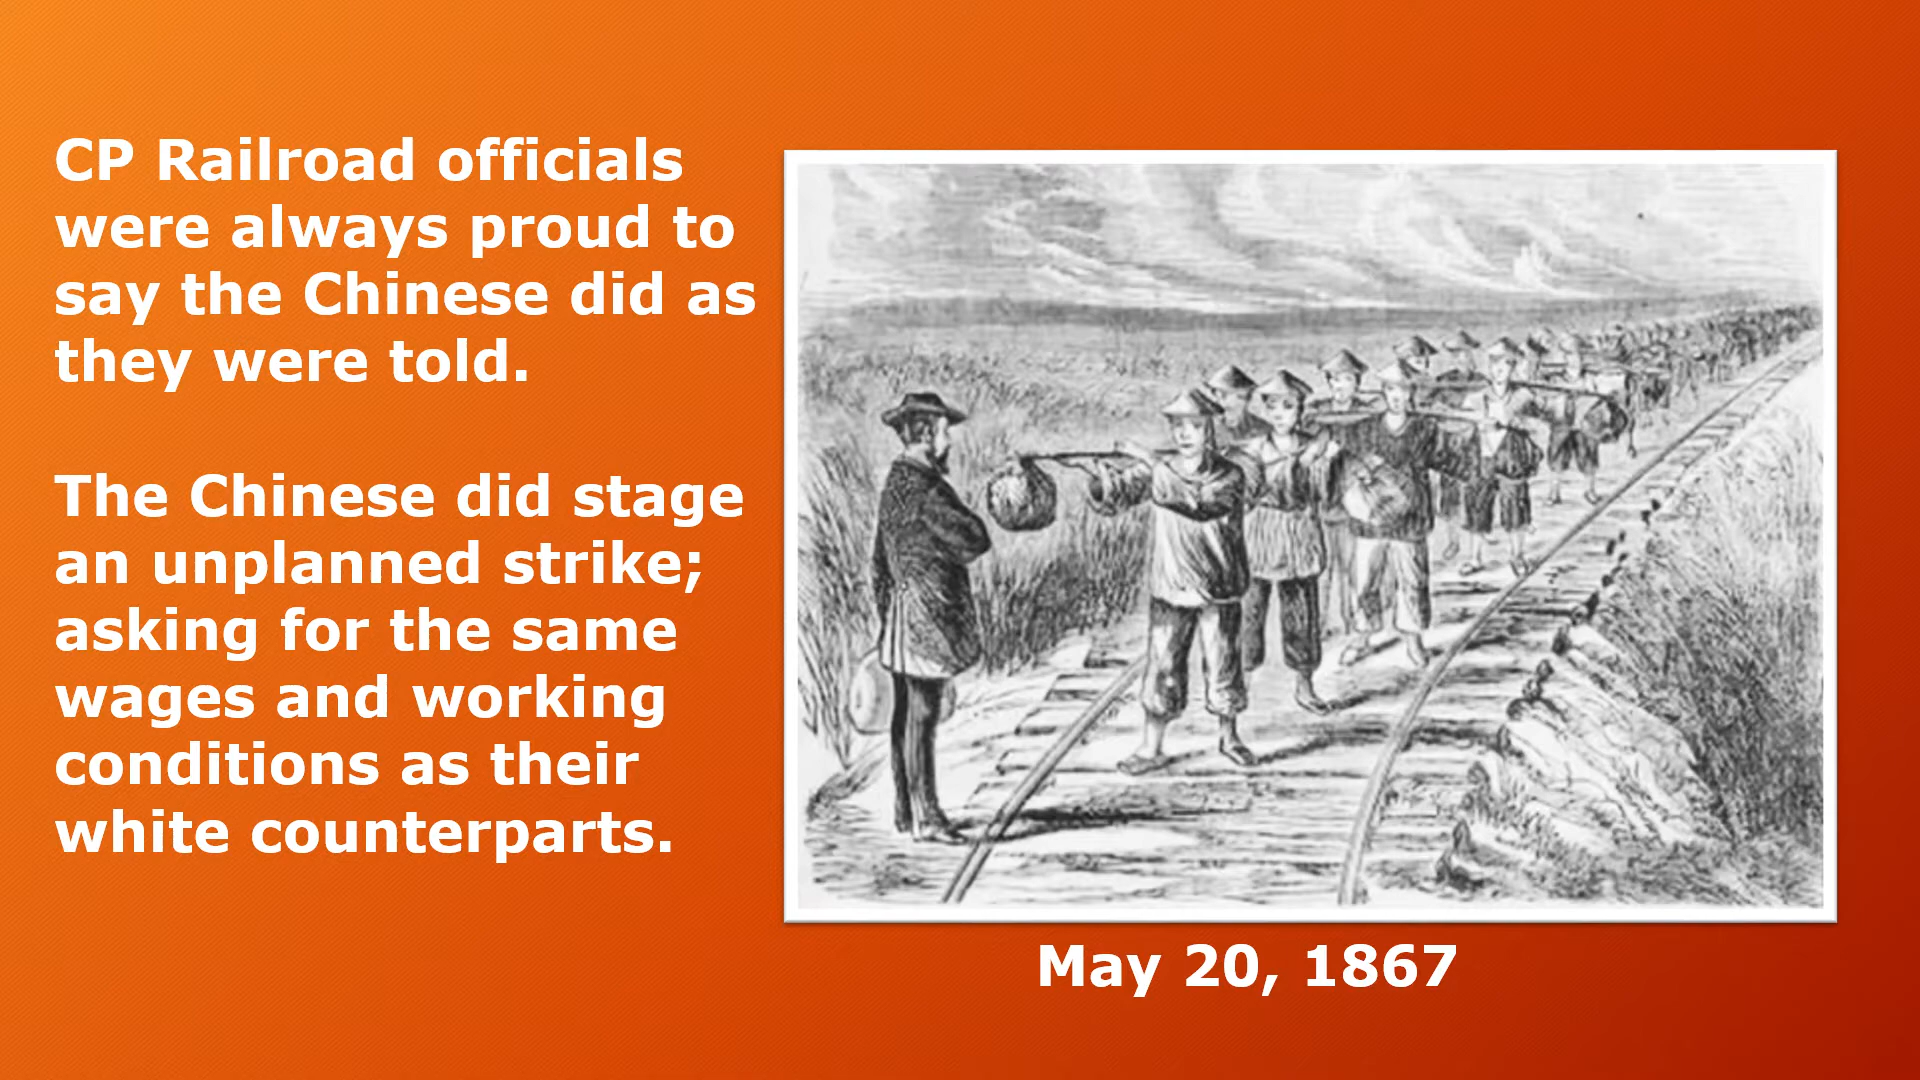 CP Railroad officials
were always proud to
say the Chinese did as
they were told.
The Chinese did stage
an unplanned strike;
asking for the same
wages and working
conditions as their
white counterparts.
May 20, 1867